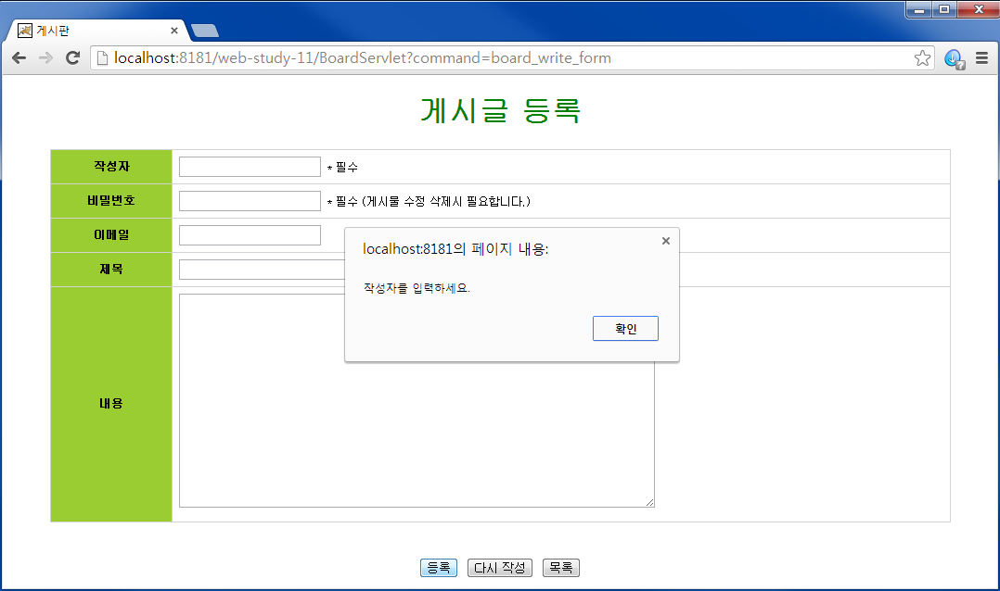 게시판
localhost:8181/web-study-11/BoardServlet?command=board_write_form
게시글 등록
작성자 * 필수
비밀번호 * 필수 (게시물 수정 삭제시 필요합니다.)
이메일
localhost:8181의 페이지 내용:
제목
작성자를 입력하세요.
확인
내용
등록 다시 작성 목록